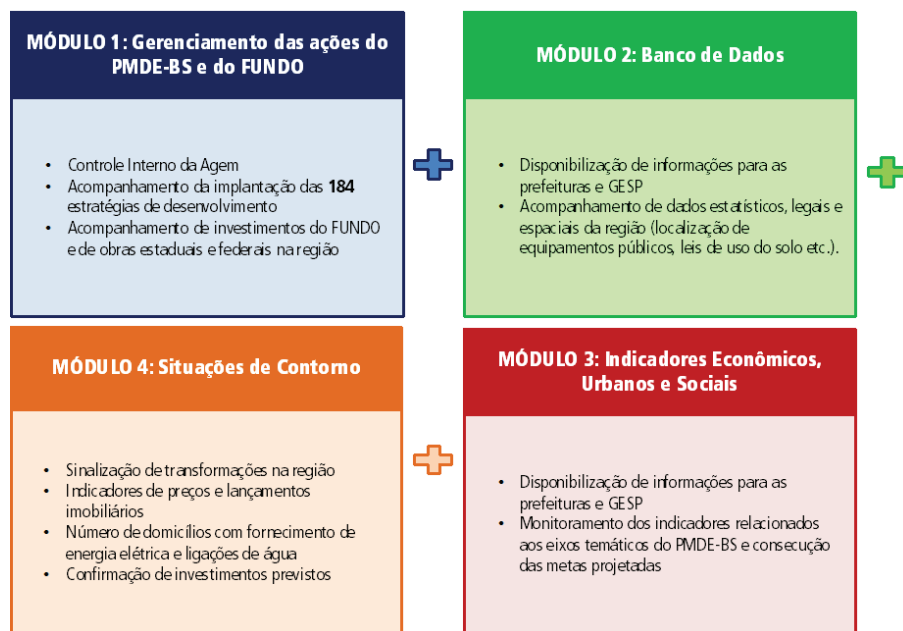 MÓDULO 1: Gerenciamento das ações do
PMDE-BS e do FUNDO
• Controle Interno da Agem
• Acompanhamento da implantação das 184
estratégias de desenvolvimento
• Acompanhamento de investimentos do FUNDO
e de obras estaduais e federais na região
MÓDULO 2: Banco de Dados
• Disponibilização de informações para as
prefeituras e GESP
• Acompanhamento de dados estatísticos, legais e
espaciais da região (localização de
equipamentos públicos, leis de uso do solo etc.).
MÓDULO 4: Situações de Contorno
• Sinalização de transformações na região
• Indicadores de preços e lançamentos
imobiliários
• Número de domicílios com fornecimento de
energia elétrica e ligações de água
• Confirmação de investimentos previstos
MÓDULO 3: Indicadores Econômicos,
Urbanos e Sociais
• Disponibilização de informações para as
prefeituras e GESP
• Monitoramento dos indicadores relacionados
aos eixos temáticos do PMDE-BS e consecução
das metas projetadas